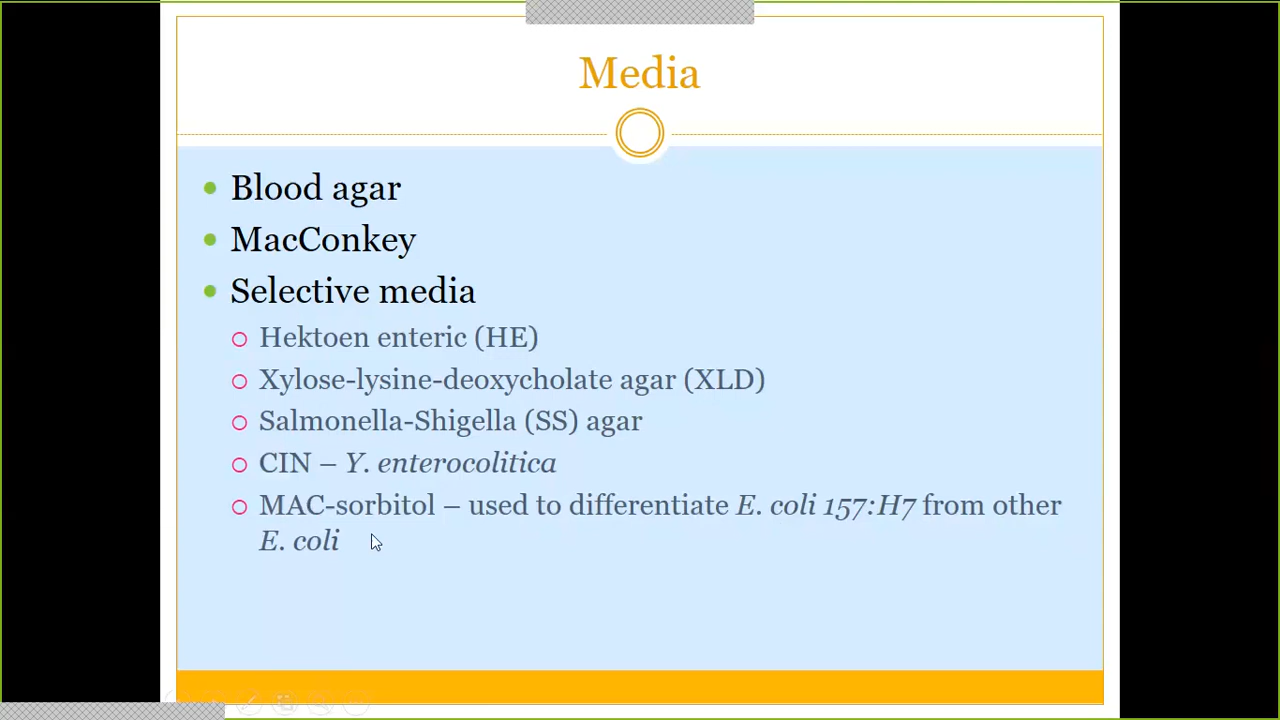 Media
Blood agar
MacConkey
Selective media
Hektoen enteric (HE)
Xylose-lysine-deoxycholate agar (XLD)
Salmonella-Shigella (SS) agar
CIN – Y. enterocolitica
MAC-sorbitol – used to differentiate E. coli 157:H7 from other
E. coli